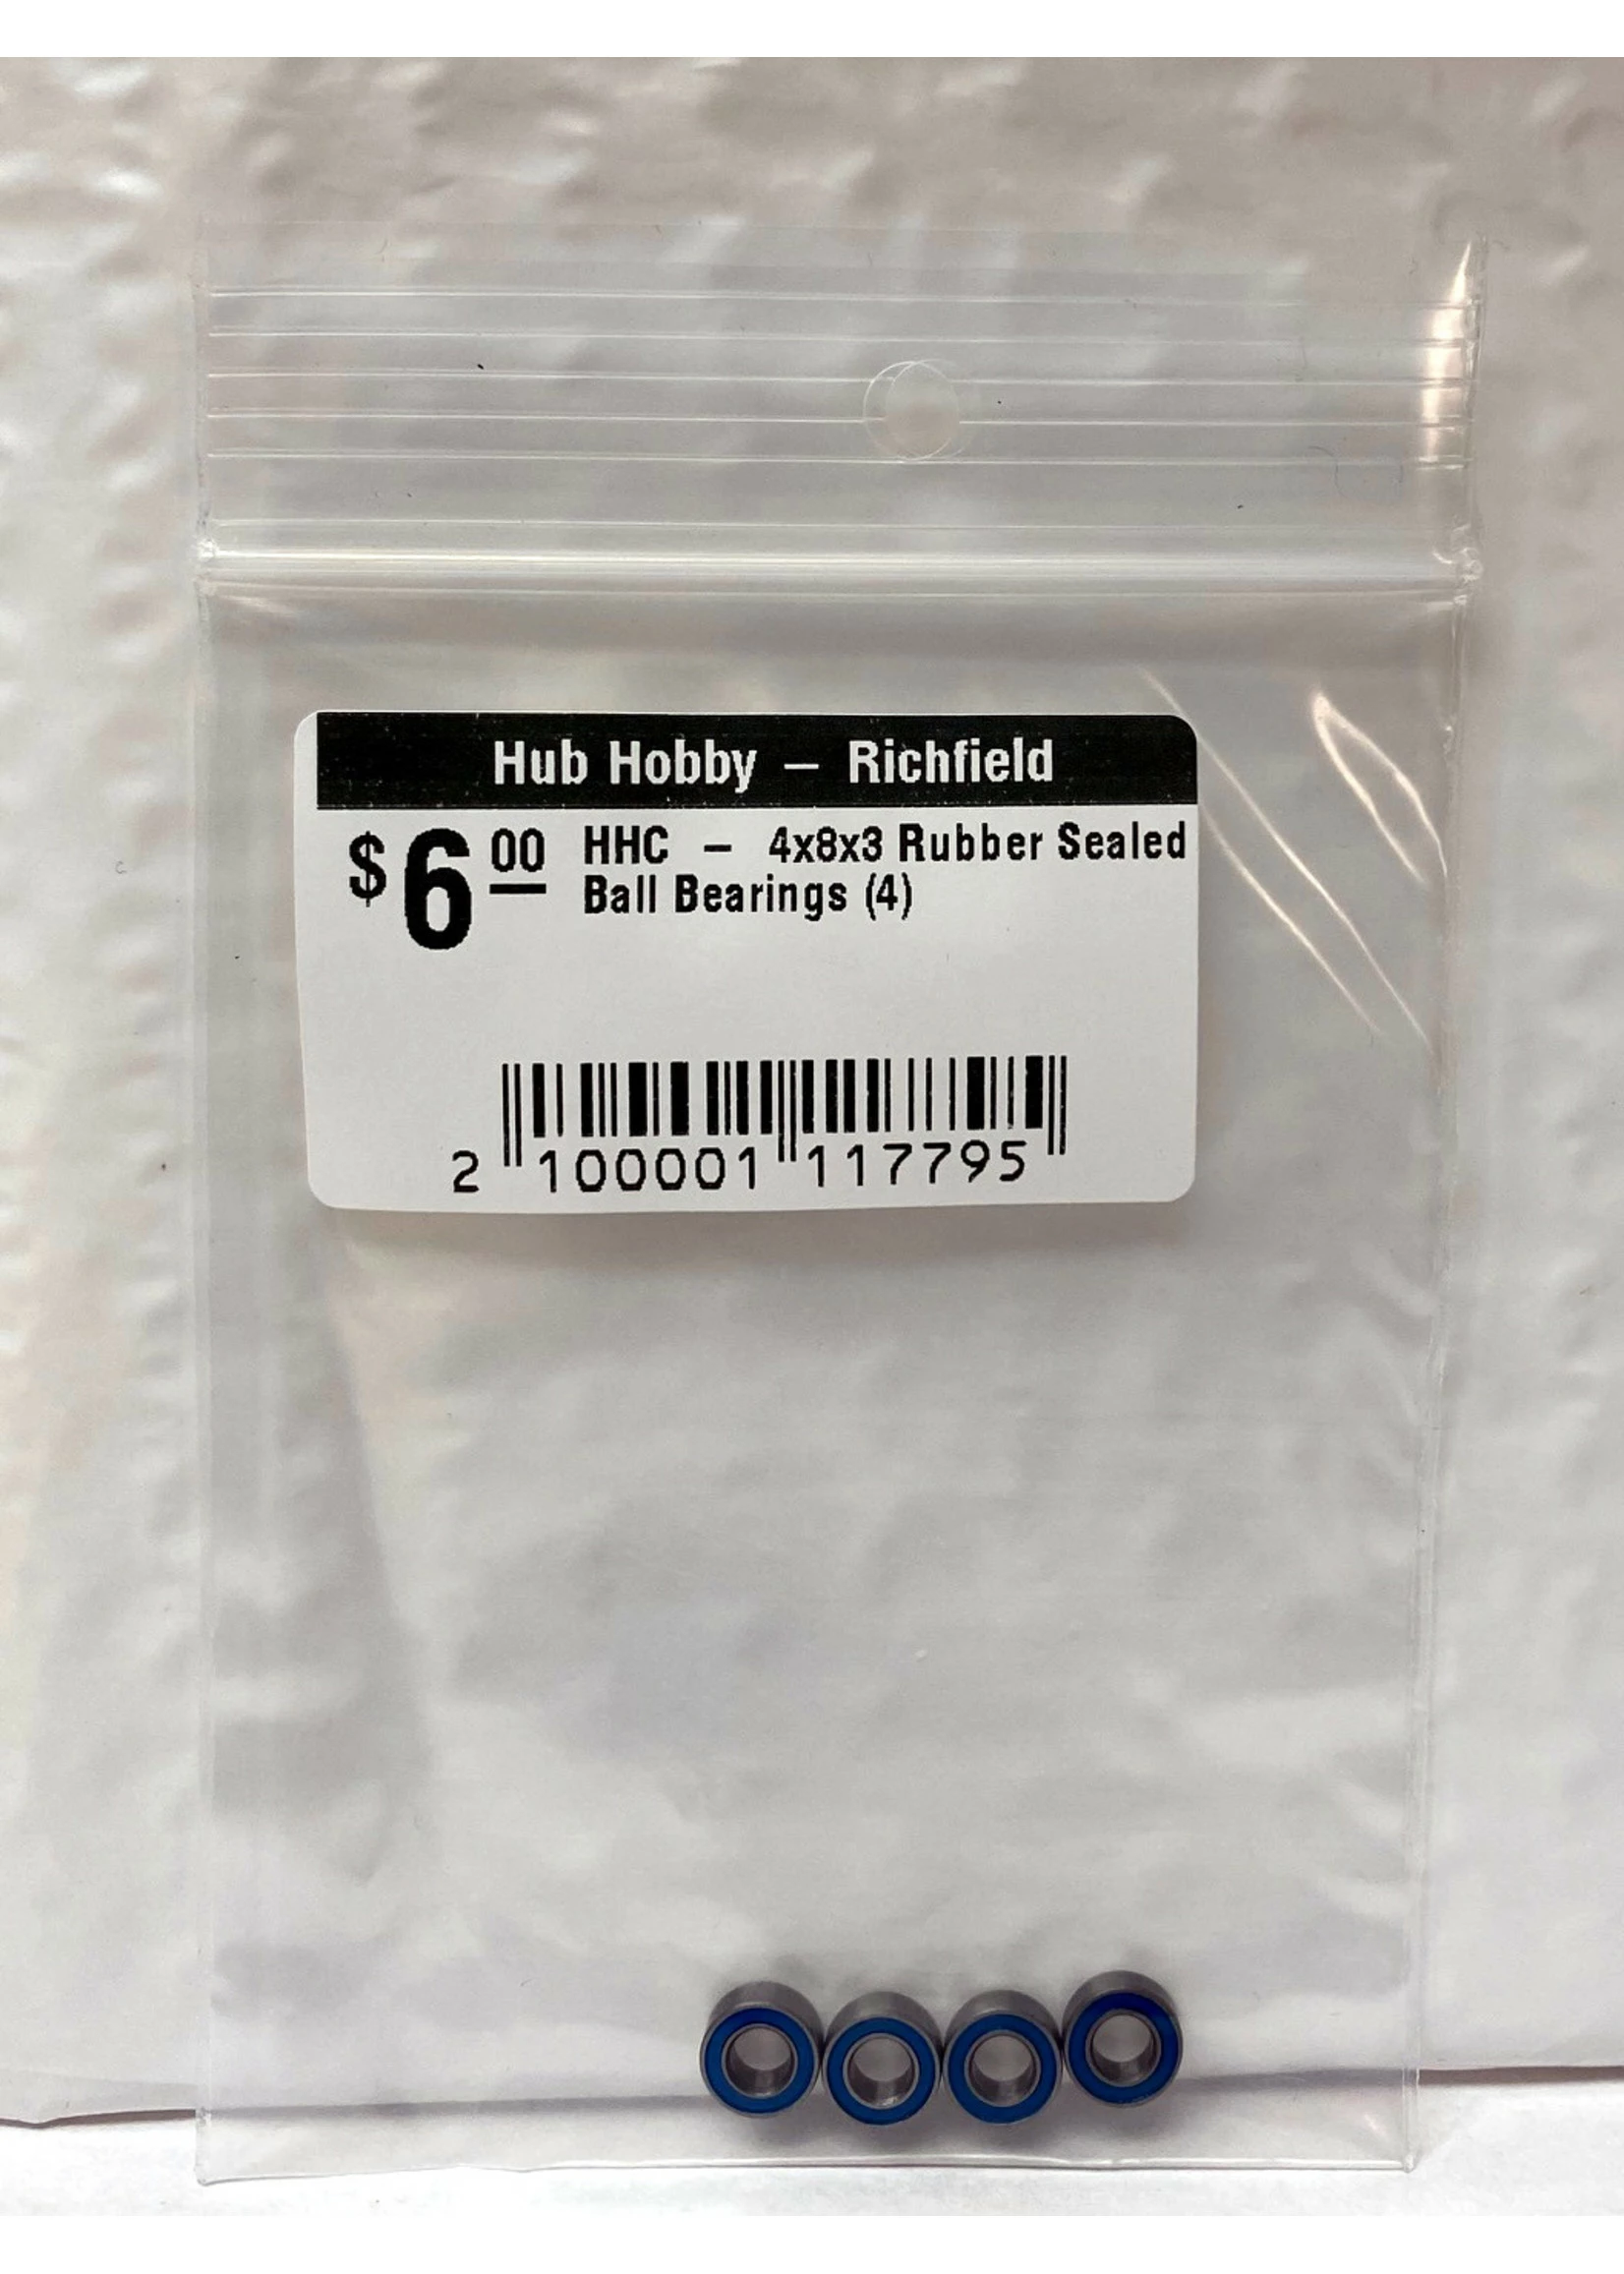 Hub Hobby – Richfield
$6.00 HHC – 4x8x3 Rubber Sealed
Ball Bearings (4)
2 100001 117795